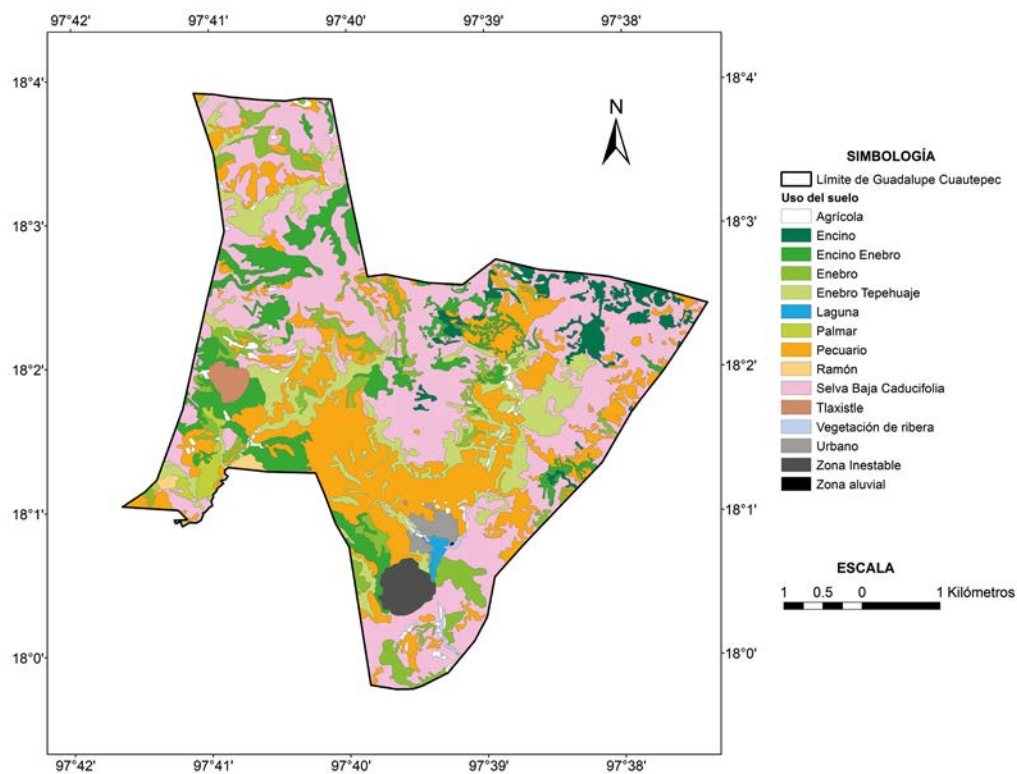 97°42' 97°41' 97°40' 97°39' 97°38'
18°4' 18°4'
N
18°3' 18°3'
18°2' 18°2'
18°1' 18°1'
18°0' 18°0'
97°42' 97°41' 97°40' 97°39' 97°38'
SIMBOLOGÍA
Límite de Guadalupe Cuautepec
Uso del suelo
Agrícola
Encino
Encino Enebro
Enebro
Enebro Tepehuaje
Laguna
Palmar
Pecuario
Ramón
Selva Baja Caducifolia
Tlaxistle
Vegetación de ribera
Urbano
Zona Inestable
Zona aluvial
ESCALA
1 0.5 0 1 Kilómetros